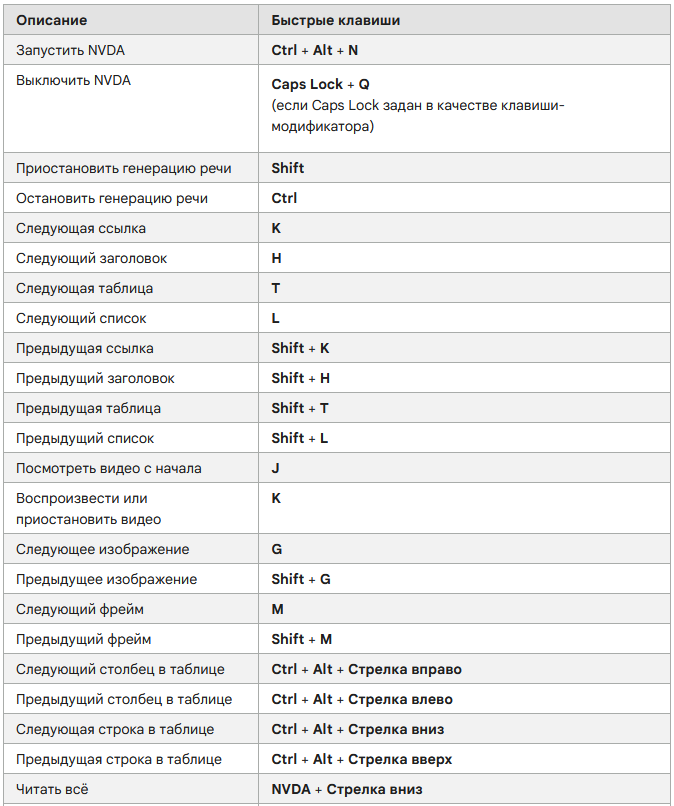 Описание Быстрые клавиши
Запустить NVDA Ctrl + Alt + N
Выключить NVDA Caps Lock + Q
(если Caps Lock задан в качестве клавиши-
модификатора)
Приостановить генерацию речи Shift
Остановить генерацию речи Ctrl
Следующая ссылка K
Следующий заголовок H
Следующая таблица T
Следующий список L
Предыдущая ссылка Shift + K
Предыдущий заголовок Shift + H
Предыдущая таблица Shift + T
Предыдущий список Shift + L
Посмотреть видео с начала J
Воспроизвести или K
приостановить видео
Следующее изображение G
Предыдущее изображение Shift + G
Следующий фрейм M
Предыдущий фрейм Shift + M
Следующий столбец в таблице Ctrl + Alt + Стрелка вправо
Предыдущий столбец в таблице Ctrl + Alt + Стрелка влево
Следующая строка в таблице Ctrl + Alt + Стрелка вниз
Предыдущая строка в таблице Ctrl + Alt + Стрелка вверх
Читать всё NVDA + Стрелка вниз